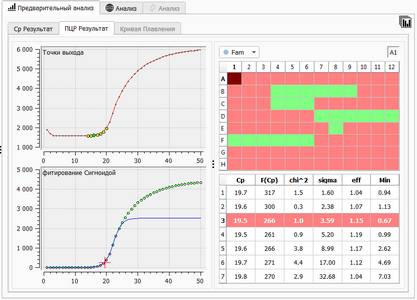 Предварительный анализ Анализ Анализ
Cp Результат ПЦР Результат Кривая Плавления
Точки выхода
6 000
5 000
4 000
3 000
2 000
1 000
0 10 20 30 40 50
фитирование Сигмоидой
5 000
4 000
3 000
2 000
1 000
0
0 10 20 30 40 50
Fam A1
1 2 3 4 5 6 7 8 9 10 11 12
A
B
C
D
E
F
G
H
Cp F(Cp) chi^2 sigma eff Min
1 19.7 317 1.5 1.60 1.04 0.94
2 19.6 300 0.3 2.38 1.07 1.13
3 19.5 266 1.0 3.59 1.15 0.67
4 19.5 261 0.9 5.20 1.19 0.99
5 19.6 266 3.8 8.99 1.17 2.62
6 19.7 271 4.4 17.00 1.12 4.69
7 19.8 270 2.9 32.68 1.04 7.03